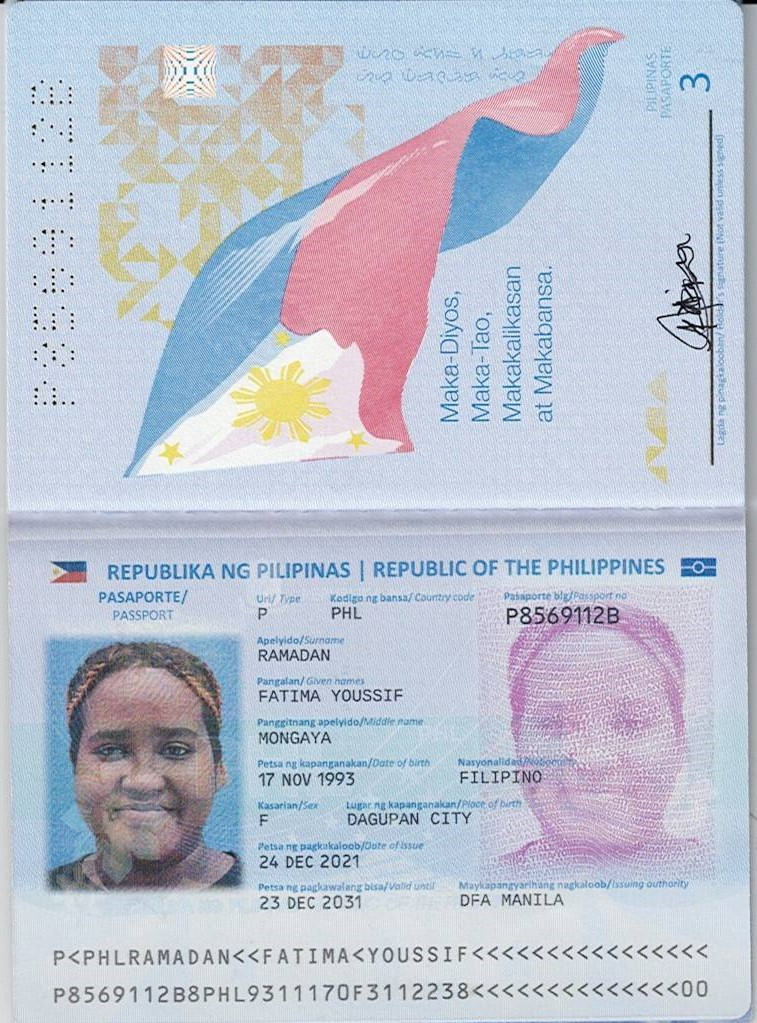 P8569112B
PILIPINAS
PASAPORTE
3
Maka-Diyos,
Maka-Tao,
Makakalikasan
at Makabansa.
Lagda ng pinagkalooban/ Holder's signature (Not valid unless signed)
REPUBLIKA NG PILIPINAS | REPUBLIC OF THE PHILIPPINES
PASAPORTE/
PASSPORT
Uri/ Type Kodigo ng bansa/ Country code Pasaporte blg/Passport no
P PHL P8569112B
Apelyido/Surname
RAMADAN
Pangalan/ Given names
FATIMA YOUSSIF
Panggitnang apelyido/Middle name
MONGAYA
Petsa ng kapanganakan/Date of birth Nasyonalidad/Nationality
17 NOV 1993 FILIPINO
Kasarian/Sex Lugar ng kapanganakan/Place of birth
F DAGUPAN CITY
Petsa ng pagkakaloob/Date of issue
24 DEC 2021
Petsa ng pagkawalang bisa/Valid until Maykapangyarihang nagkaloob/Issuing authority
23 DEC 2031 DFA MANILA
P<PHLRAMADAN<<FATIMA<YOUSSIF<<<<<<<<<<<<<<<<
P8569112B8PHL9311170F3112238<<<<<<<<<<<<<<00